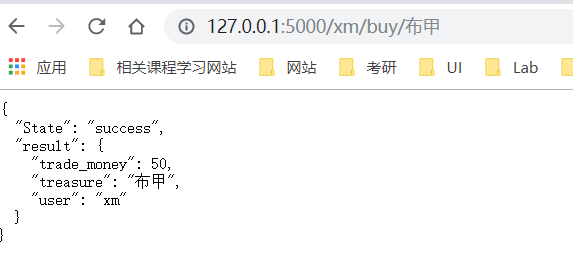 127.0.0.1:5000/xm/buy/布甲
应用 相关课程学习网站 网站 考研 UI Lab
{
  "State": "success",
  "result": {
    "trade_money": 50,
    "treasure": "布甲",
    "user": "xm"
  }
}